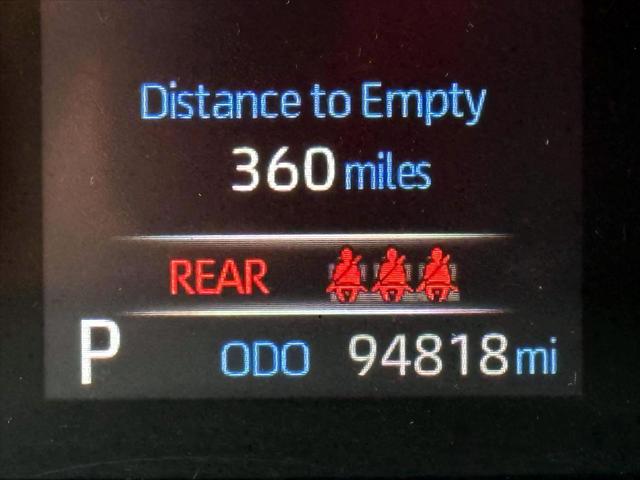 Distance to Empty
360 miles
REAR
P ODO 94818 mi